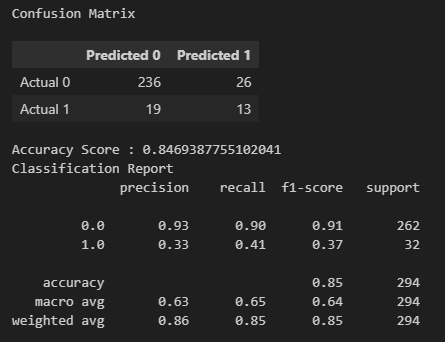 Confusion Matrix
Predicted 0 Predicted 1
Actual 0 236 26
Actual 1 19 13
Accuracy Score : 0.8469387755102041
Classification Report
precision recall f1-score support
0.0 0.93 0.90 0.91 262
1.0 0.33 0.41 0.37 32
accuracy 0.85 294
macro avg 0.63 0.65 0.64 294
weighted avg 0.86 0.85 0.85 294